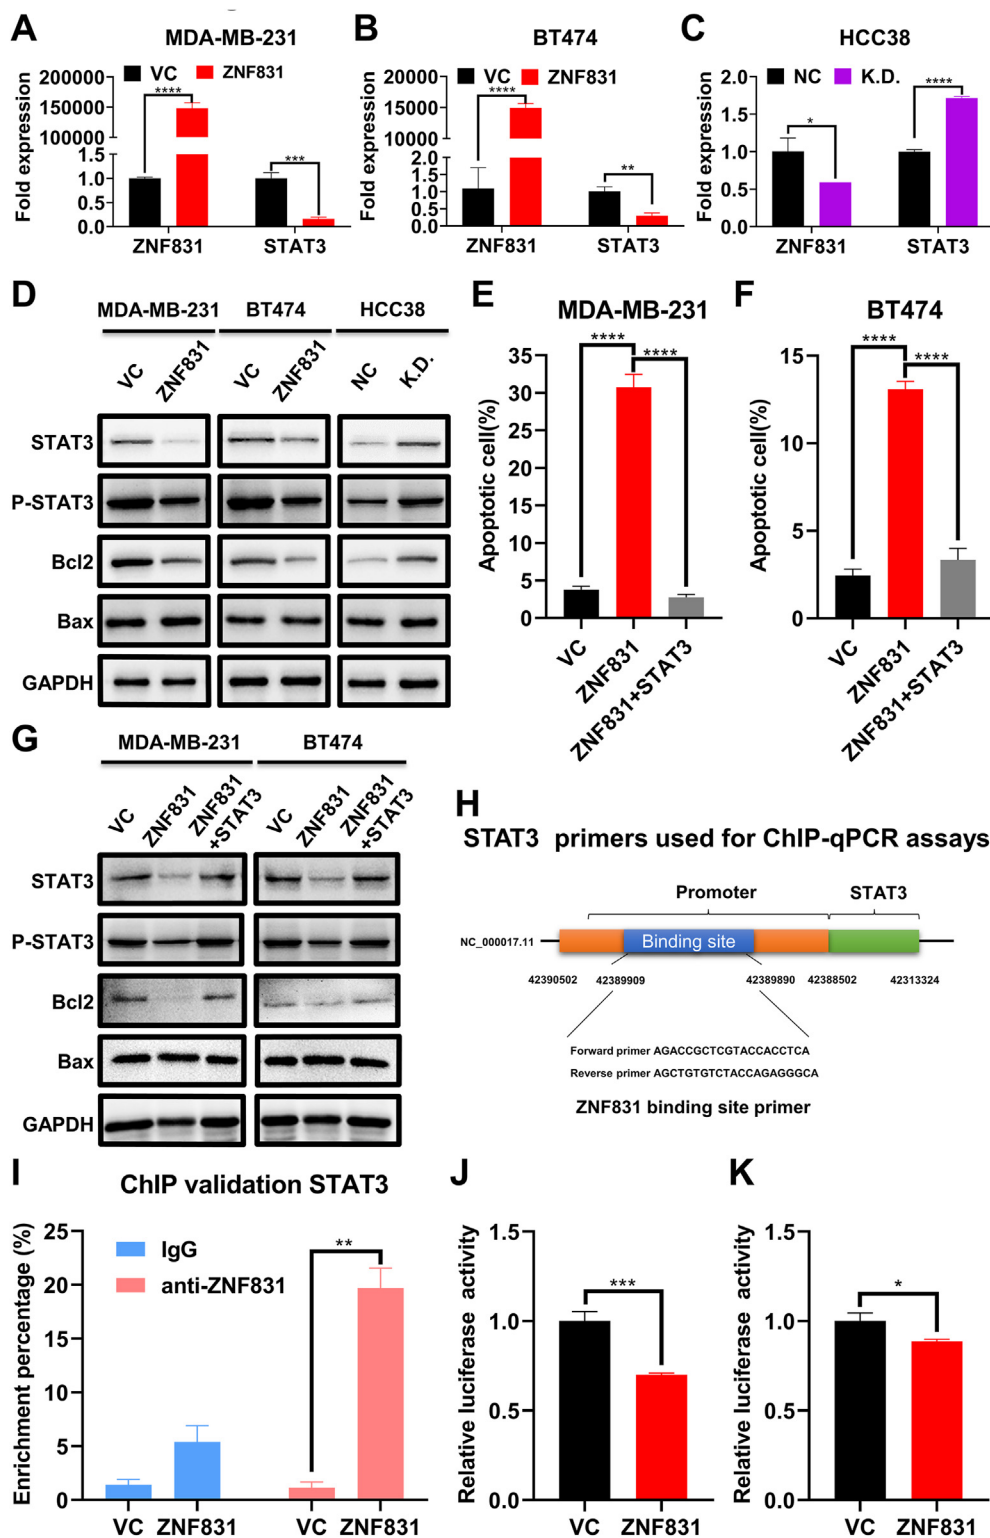 A
MDA-MB-231
VC ZNF831
Fold expression
200000
150000
100000
1.5
1.0
0.5
0.0
****
***
ZNF831 STAT3
B
BT474
VC ZNF831
Fold expression
20000
15000
10000
2.0
1.5
1.0
0.5
0.0
****
**
ZNF831 STAT3
C
HCC38
NC K.D.
Fold expression
2.0
1.5
1.0
0.5
0.0
*
****
ZNF831 STAT3
D
MDA-MB-231 BT474 HCC38
VC ZNF831 VC ZNF831 NC K.D.
STAT3
P-STAT3
Bcl2
Bax
GAPDH
E
MDA-MB-231
Apoptotic cell(%)
35
30
25
20
15
10
5
0
**** ****
VC ZNF831 ZNF831+STAT3
F
BT474
Apoptotic cell(%)
15
10
5
0
**** ****
VC ZNF831 ZNF831+STAT3
G
MDA-MB-231 BT474
VC ZNF831 ZNF831 +STAT3 VC ZNF831 ZNF831 +STAT3
STAT3
P-STAT3
Bcl2
Bax
GAPDH
H
STAT3 primers used for ChIP-qPCR assays
Promoter STAT3
NC_000017.11 Binding site
42390502 42389909 42389890 42388502 42313324
Forward primer AGACCGCTCGTACCACCTCA
Reverse primer AGCTGTGTCTACCAGAGGGCA
ZNF831 binding site primer
I
ChIP validation STAT3
Enrichment percentage (%)
25
20
15
10
5
0
IgG
anti-ZNF831
**
VC ZNF831 VC ZNF831
J
Relative luciferase activity
1.5
1.0
0.5
0.0
***
VC ZNF831
K
Relative luciferase activity
1.5
1.0
0.5
0.0
*
VC ZNF831